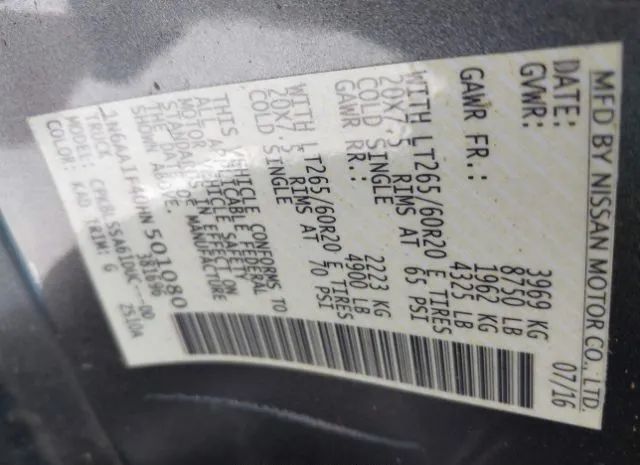 MFD BY NISSAN MOTOR CO., LTD.
DATE: 07/16
GVWR: 3969 KG
8750 LB
GAWR FR.: 1962 KG
4325 LB
WITH LT265/60R20 E TIRES
20X7.5 RIMS AT 65 PSI
COLD SINGLE
GAWR RR.: 2223 KG
4900 LB
WITH LT265/60R20 E TIRES
20X7.5 RIMS AT 70 PSI
COLD SINGLE
THIS VEHICLE CONFORMS TO
ALL APPLICABLE FEDERAL
MOTOR VEHICLE SAFETY
STANDARDS IN EFFECT ON
THE DATE OF MANUFACTURE
SHOWN ABOVE.
1N6AA1F40HN501080
TRUCK 381696
MODEL: 00
COLOR: KAD TRIM: G